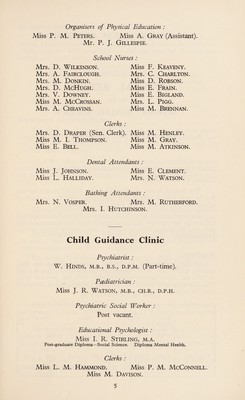 Organisers of Physical Education :
Miss P. M. Peters. Miss A. Gray (Assistant).
Mr. P. J. Gillespie.
School Nurses :
Mrs. D. Wilkinson. Miss F. Keaveny.
Mrs. A. Fairclough. Mrs. C. Charlton.
Mrs. M. Donkin. Miss D. Robson.
Mrs. D. McHugh. Miss E. Frain.
Mrs. V. Downey. Miss E. Bigland.
Miss M. McCrossan. Mrs. L. Pigg.
Mrs. A. Cheavins. Miss M. Brennan.
Clerks :
Mrs. D. Draper (Sen. Clerk). Miss M. Henley.
Miss M. I. Thompson. Miss M. Gray.
Miss E. Bell. Miss M. Atkinson.
Dental Attendants :
Miss J. Johnson. Miss E. Clement.
Miss L. Halliday. Mrs. N. Watson.
Bathing Attendants :
Mrs. N. Vosper. Mrs. M. Rutherford.
Mrs. I. Hutchinson.
Child Guidance Clinic
Psychiatrist :
W. Hinds, M.B., B.S., D.P.M. (Part-time).
Pædiatrician :
Miss J. R. Watson, M.B., CH.B., D.P.H.
Psychiatric Social Worker :
Post vacant.
Educational Psychologist :
Miss I. R. Stirling, M.A.
Post-graduate Diploma—Social Science. Diploma Mental Health.
Clerks :
Miss L. M. Hammond. Miss P. M. McConnell.
Miss M. Davison.
5